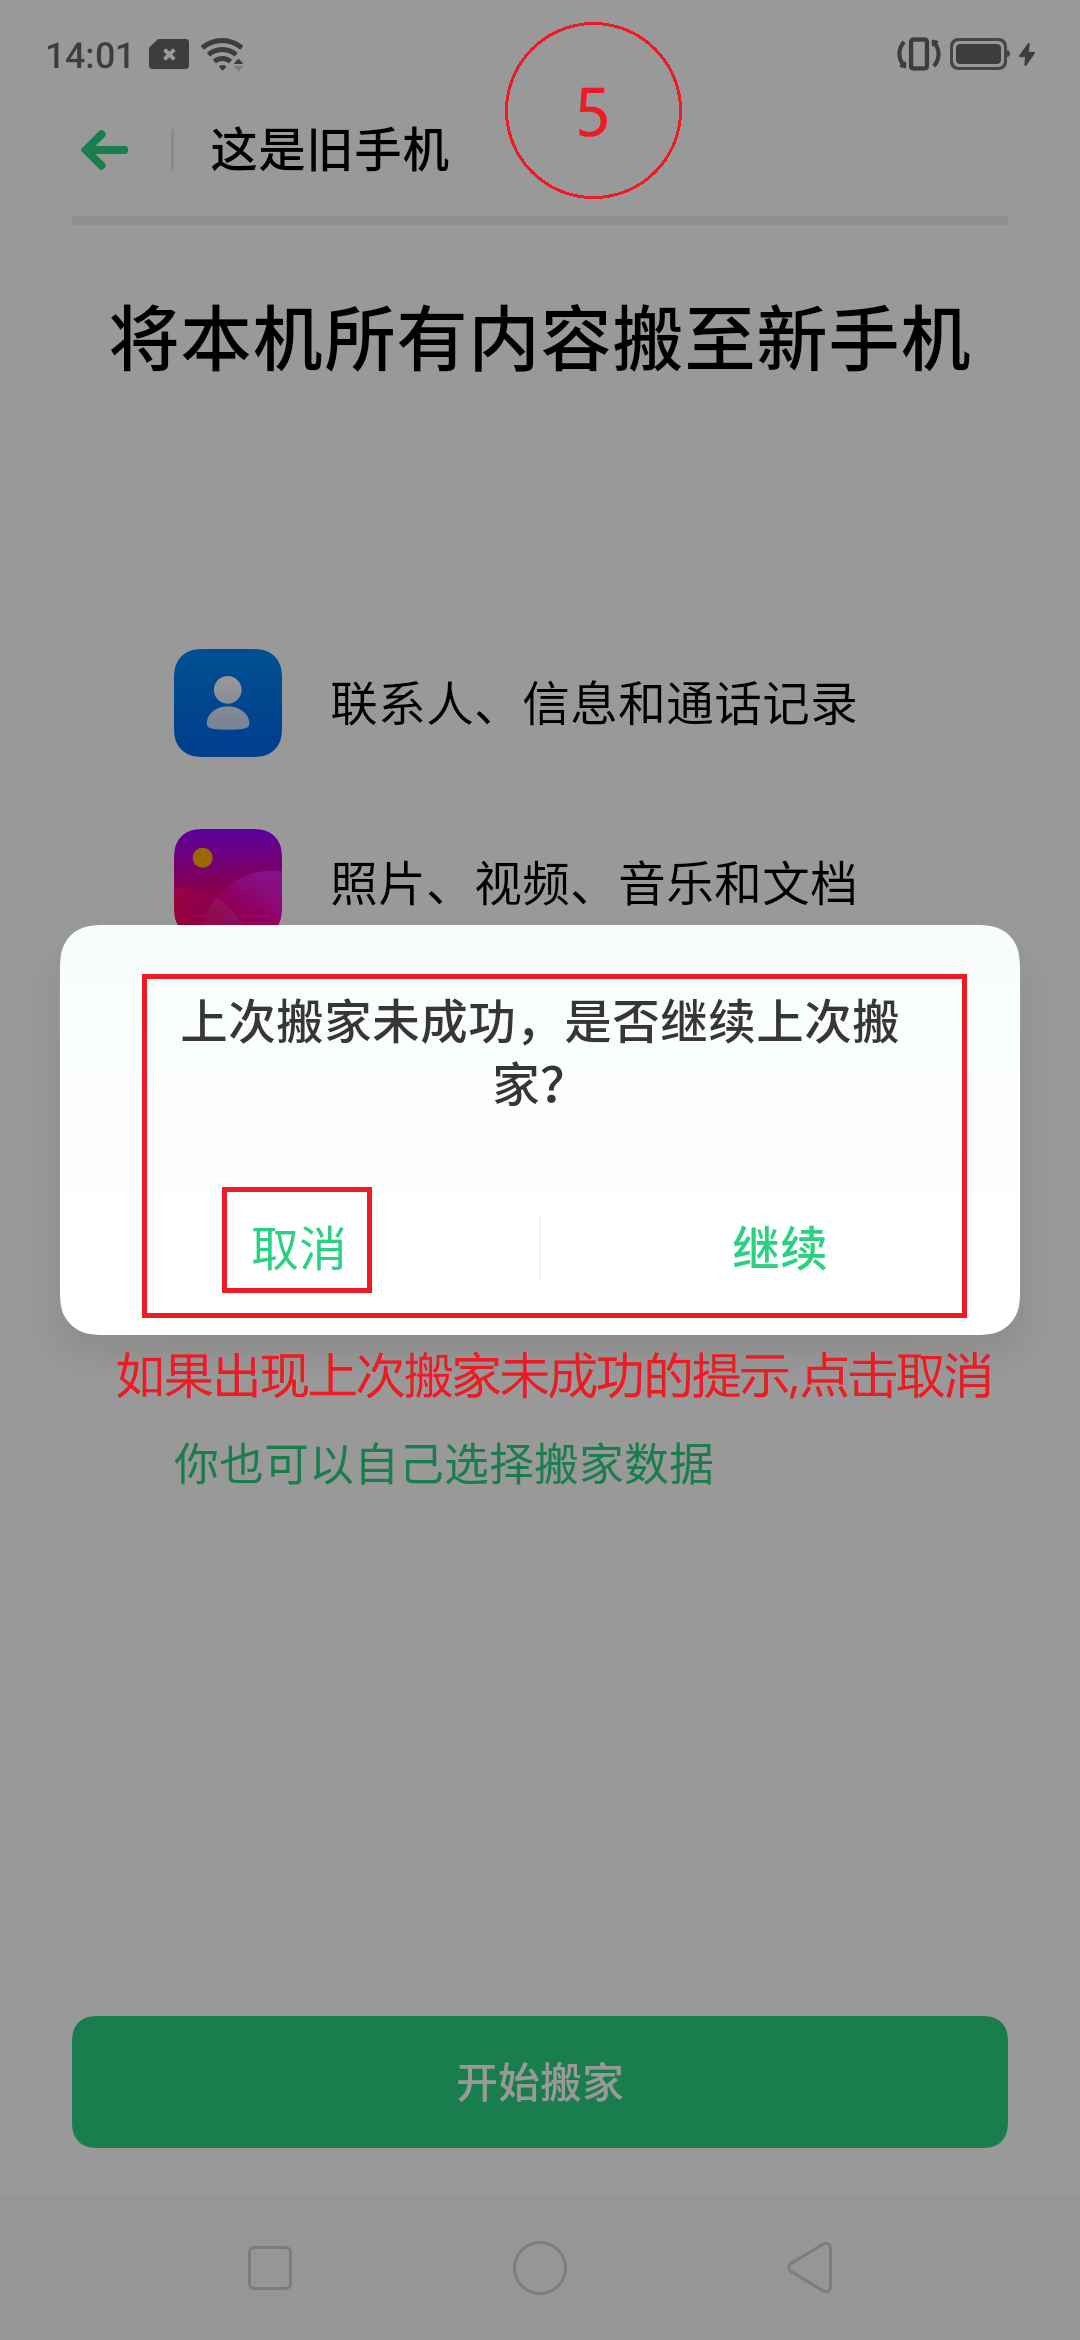 14:01
5
这是旧手机
将本机所有内容搬至新手机
联系人、信息和通话记录
照片、视频、音乐和文档
上次搬家未成功，是否继续上次搬
家？
取消
继续
如果出现上次搬家未成功的提示,点击取消
你也可以自己选择搬家数据
开始搬家